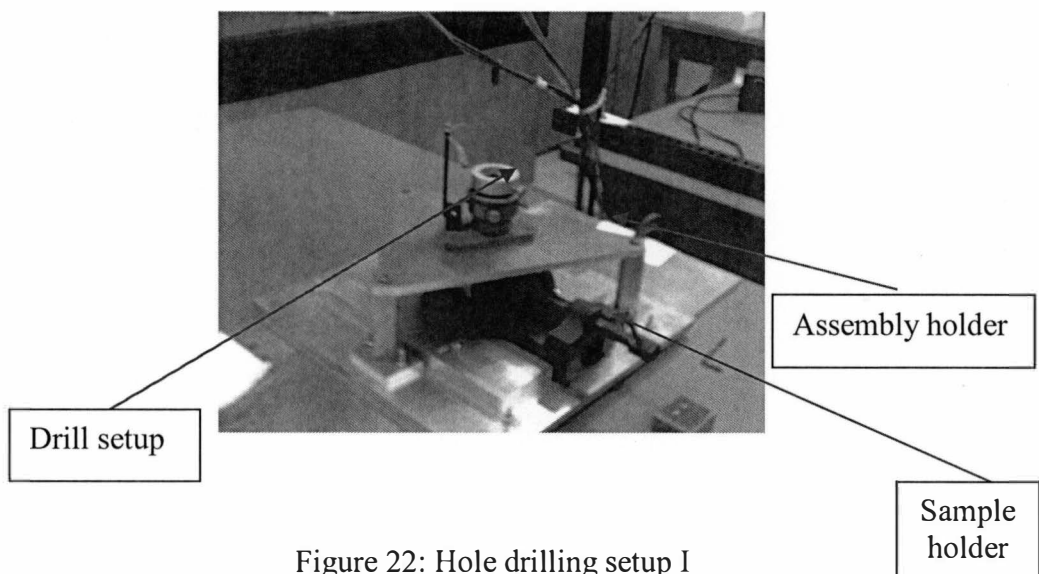 Assembly holder
Drill setup
Sample
holder
Figure 22: Hole drilling setup I